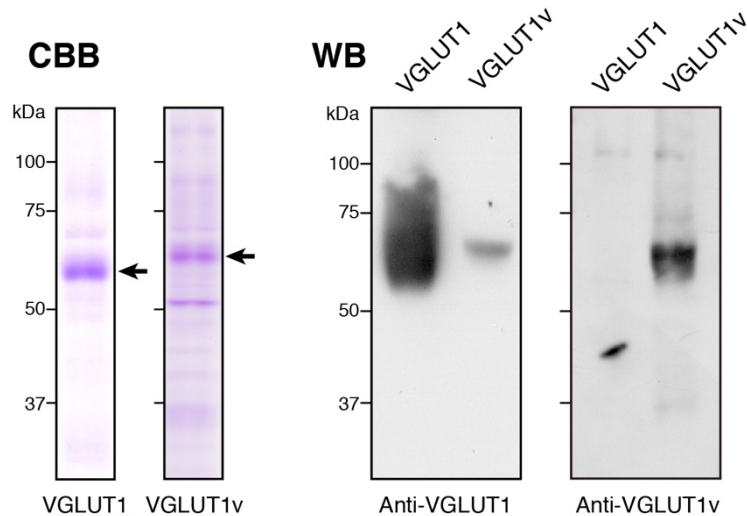 CBB
WB
VGLUT1
VGLUT1v
VGLUT1
VGLUT1v
kDa
100
75
50
37
kDa
100
75
50
37
VGLUT1
VGLUT1v
Anti-VGLUT1
Anti-VGLUT1v